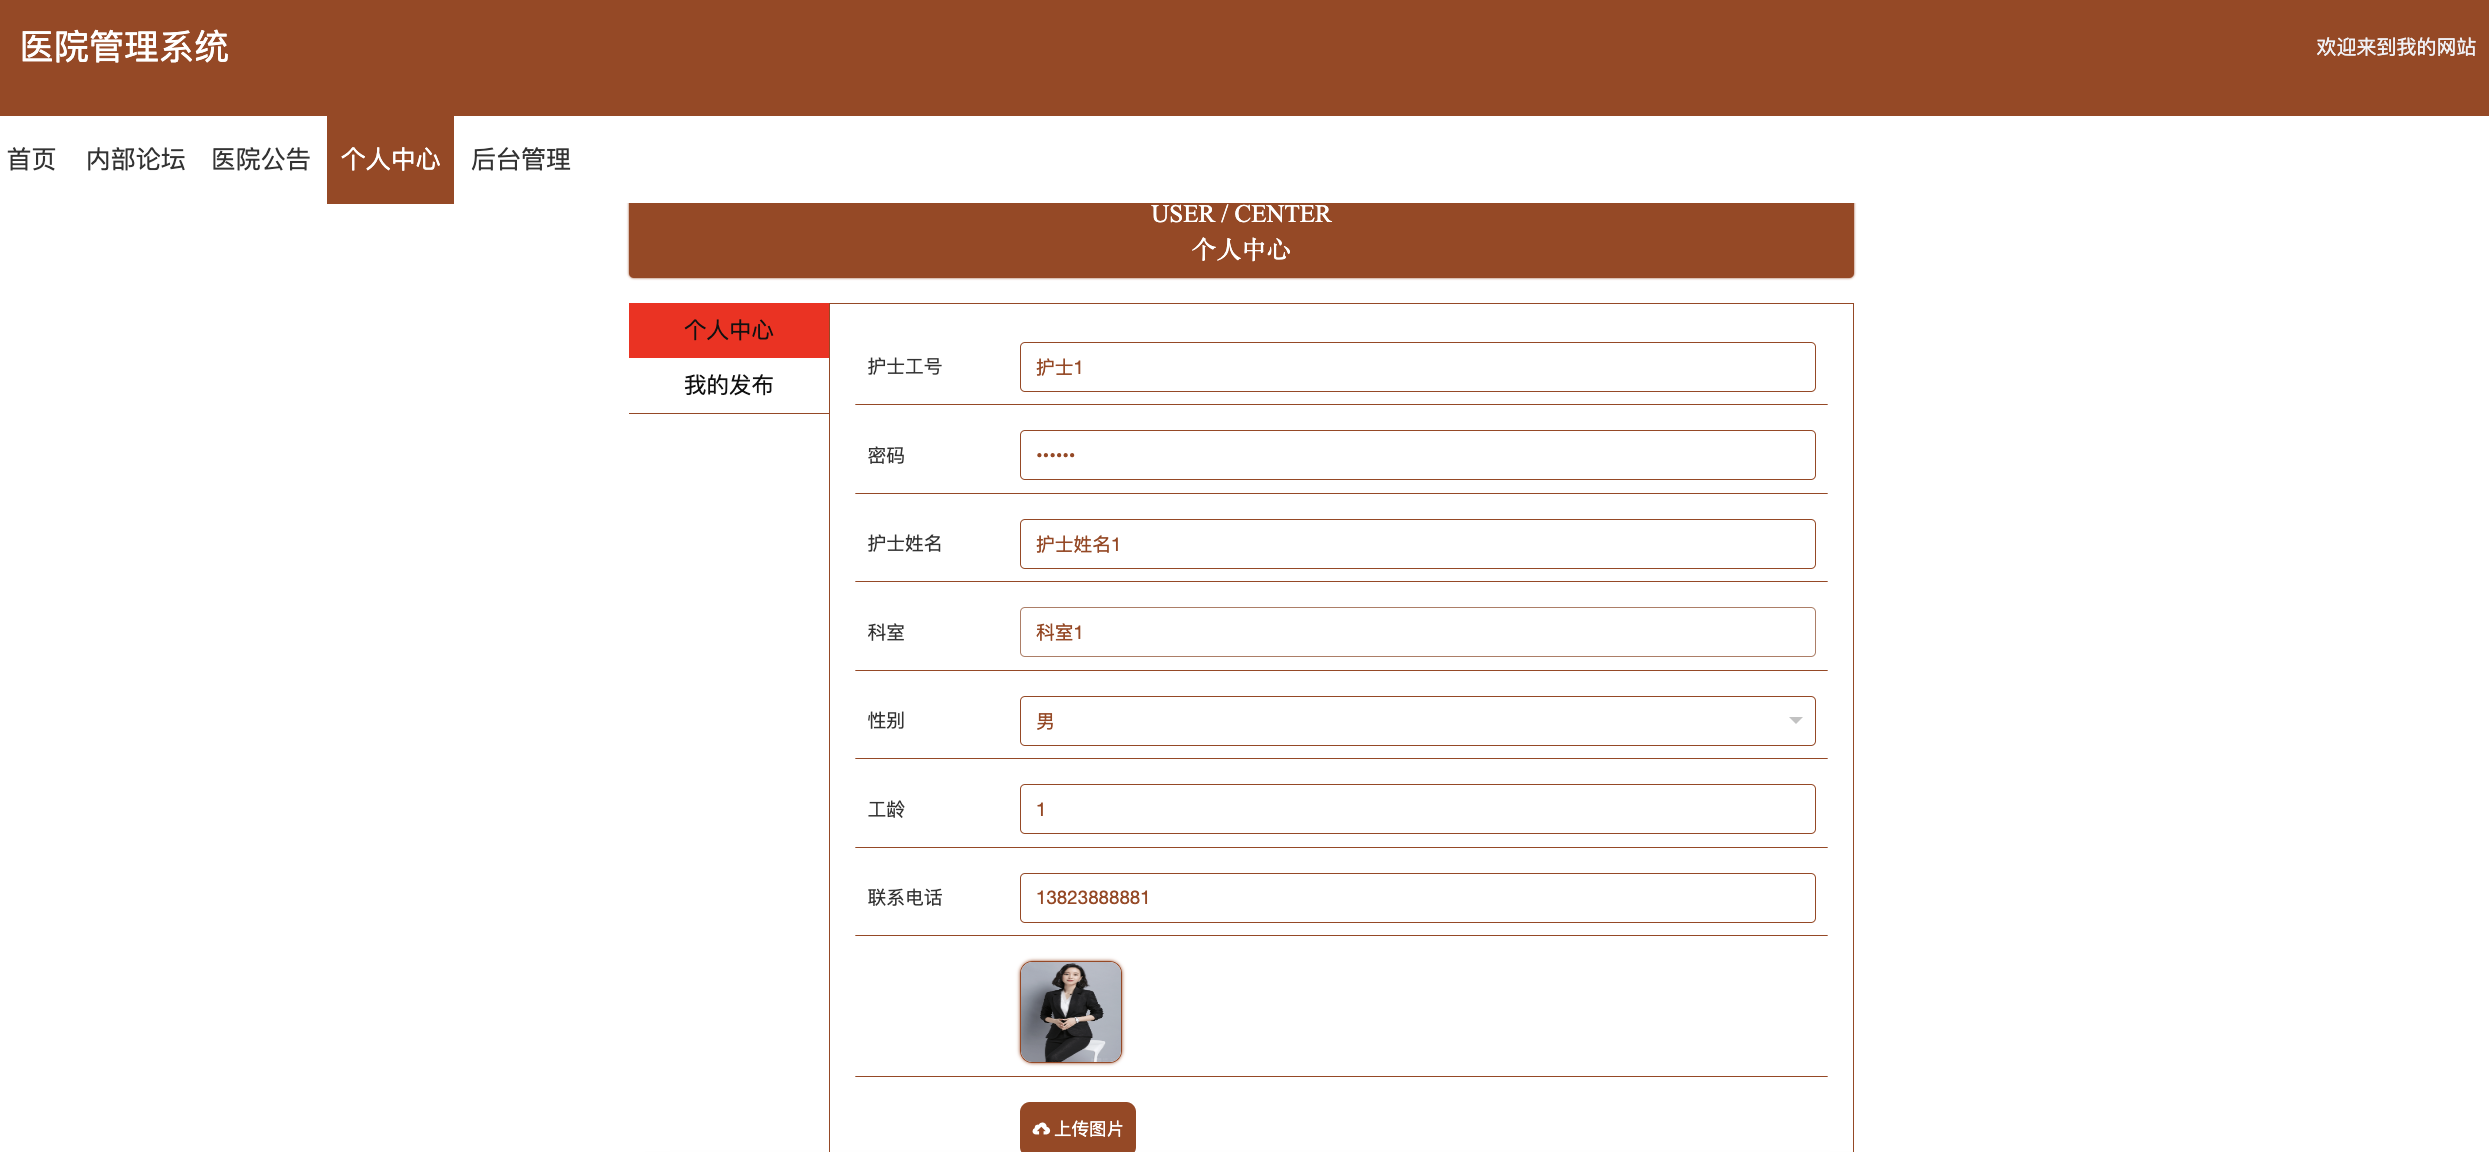 医院管理系统
欢迎来到我的网站
首页 内部论坛 医院公告 个人中心 后台管理
USER / CENTER
个人中心
个人中心
我的发布
护士工号 护士1
密码 ••••••
护士姓名 护士姓名1
科室 科室1
性别 男
工龄 1
联系电话 13823888881
上传图片